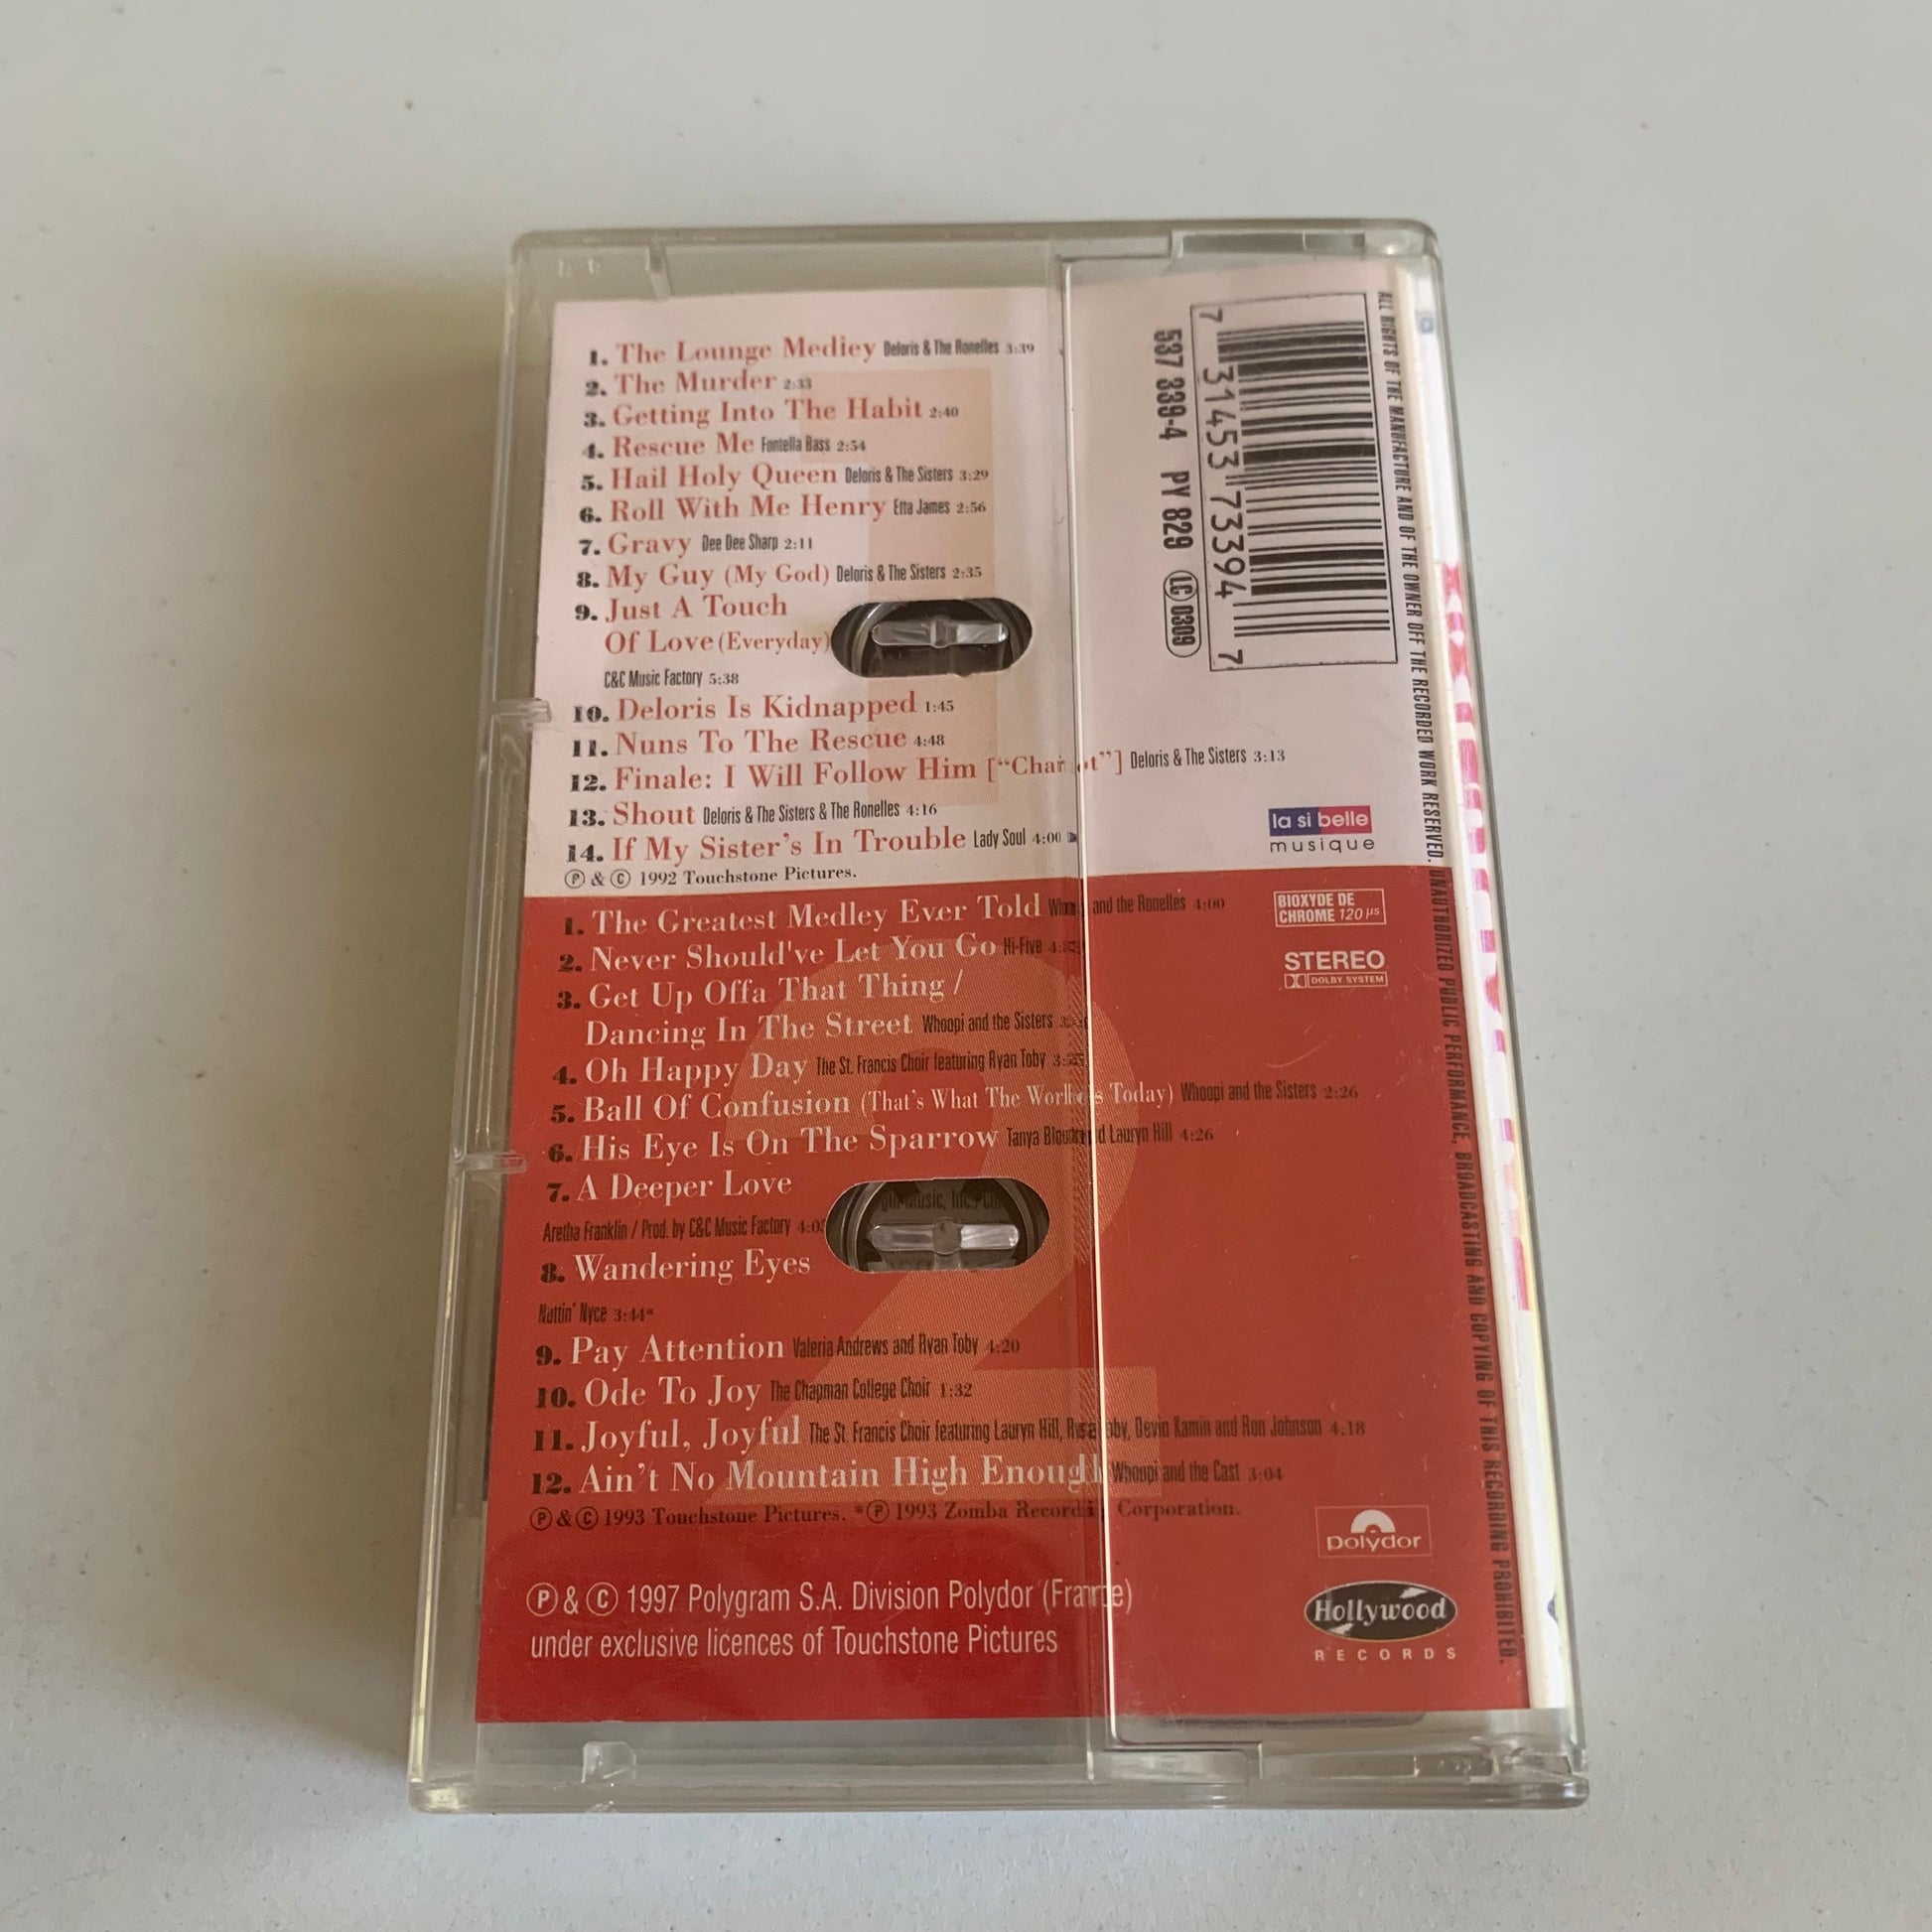 1. The Lounge Medley Deloris & The Ronelles 3:39
2. The Murder 2:33
3. Getting Into The Habit 2:40
4. Rescue Me Fontella Bass 2:54
5. Hail Holy Queen Deloris & The Sisters 3:29
6. Roll With Me Henry Etta James 2:56
7. Gravy Dee Dee Sharp 2:11
8. My Guy (My God) Deloris & The Sisters 2:35
9. Just A Touch
Of Love (Everyday)
C&C Music Factory 5:38
10. Deloris Is Kidnapped 1:45
11. Nuns To The Rescue 4:48
12. Finale: I Will Follow Him ["Chariot"] Deloris & The Sisters 3:13
13. Shout Deloris & The Sisters & The Ronelles 4:16
14. If My Sister's In Trouble Lady Soul 4:00
Ⓟ & © 1992 Touchstone Pictures.
1. The Greatest Medley Ever Told and the Ronelles 4:00
2. Never Should've Let You Go Hi-Five
3. Get Up Offa That Thing /
Dancing In The Street Whoopi and the Sisters
4. Oh Happy Day The St. Francis Choir featuring Ryan Toby
5. Ball Of Confusion (That's What The World Is Today) Whoopi and the Sisters 2:26
6. His Eye Is On The Sparrow Tanya Blount and Lauryn Hill 4:26
7. A Deeper Love
Aretha Franklin / Prod. by C&C Music Factory
8. Wandering Eyes
Nuttin' Nyce 3:44*
9. Pay Attention Valeria Andrews and Ryan Toby 4:20
10. Ode To Joy The Chapman College Choir 1:32
11. Joyful, Joyful The St. Francis Choir featuring Lauryn Hill, Toby, Devin Kamin and Ron Johnson 4:18
12. Ain't No Mountain High Enough Whoopi and the Cast 3:04
Ⓟ & © 1993 Touchstone Pictures. *Ⓟ 1993 Zomba Recording Corporation.
Ⓟ & © 1997 Polygram S.A. Division Polydor (France)
under exclusive licences of Touchstone Pictures
7 31453 73394 7
537 339-4 PY 829 LC 0309
la si belle
musique
BIOXYDE DE
CHROME 120 µs
STEREO
DOLBY SYSTEM
polydor
Hollywood
RECORDS
ALL RIGHTS OF THE MANUFACTURE AND OF THE OWNER OFF THE RECORDED WORK RESERVED. UNAUTHORIZED PUBLIC PERFORMANCE, BROADCASTING AND COPYING OF THIS RECORDING PROHIBITED.